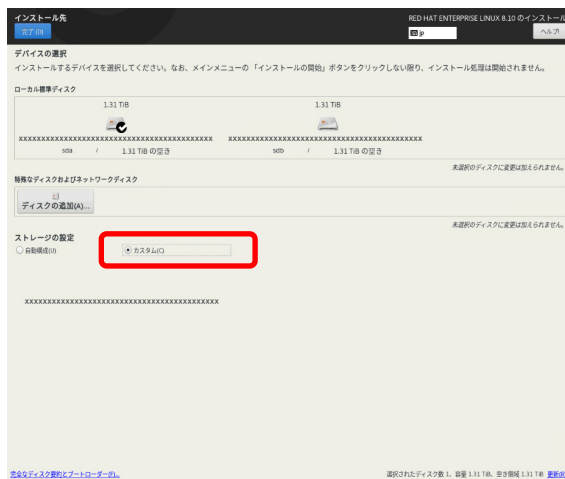 インストール先
完了(D)
RED HAT ENTERPRISE LINUX 8.10 のインストール
jp
ヘルプ!
デバイスの選択
インストールするデバイスを選択してください。なお、メインメニューの「インストールの開始」ボタンをクリックしない限り、インストール処理は開始されません。
ローカル標準ディスク
1.31 TiB
1.31 TiB
xxxxxxxxxxxxxxxxxxxxxxxxxxxxxxxxxxxxxxxxxxx
xxxxxxxxxxxxxxxxxxxxxxxxxxxxxxxxxxxxxxxxxxx
sda / 1.31 TiB の空き
sdb / 1.31 TiB の空き
未選択のディスクに変更は加えられません。
特殊なディスクおよびネットワークディスク
ディスクの追加(A)...
未選択のディスクに変更は加えられません。
ストレージの設定
自動構成(U)
カスタム(C)
xxxxxxxxxxxxxxxxxxxxxxxxxxxxxxxxxxxxxxxxxxx
完全なディスク要約とブートローダー(F)...
選択されたディスク数 1、容量 1.31 TiB、空き領域 1.31 TiB 更新(R